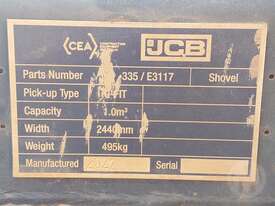 CEA JCB
Parts Number 335 / E3117 Shovel
Pick-up Type FIT
Capacity 1.0m³
Width 2440mm
Weight 495kg
Manufactured Serial